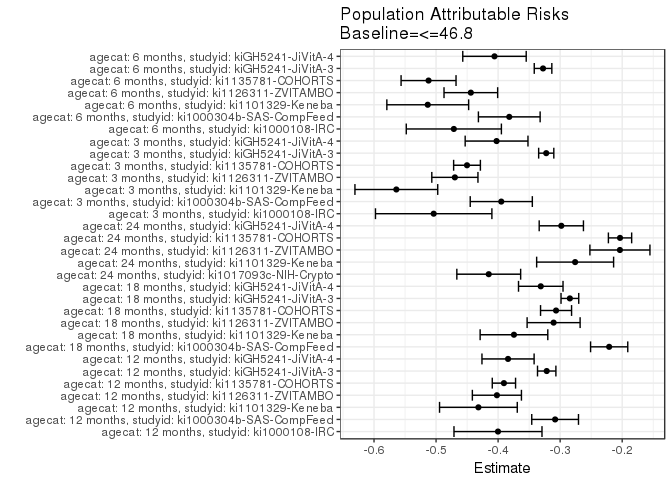 Population Attributable Risks
Baseline=<=46.8
agecat: 6 months, studyid: kiGH5241-JiVitA-4
agecat: 6 months, studyid: kiGH5241-JiVitA-3
agecat: 6 months, studyid: ki1135781-COHORTS
agecat: 6 months, studyid: ki1126311-ZVITAMBO
agecat: 6 months, studyid: ki1101329-Keneba
agecat: 6 months, studyid: ki1000304b-SAS-CompFeed
agecat: 6 months, studyid: ki1000108-IRC
agecat: 3 months, studyid: kiGH5241-JiVitA-4
agecat: 3 months, studyid: kiGH5241-JiVitA-3
agecat: 3 months, studyid: ki1135781-COHORTS
agecat: 3 months, studyid: ki1126311-ZVITAMBO
agecat: 3 months, studyid: ki1101329-Keneba
agecat: 3 months, studyid: ki1000304b-SAS-CompFeed
agecat: 3 months, studyid: ki1000108-IRC
agecat: 24 months, studyid: kiGH5241-JiVitA-4
agecat: 24 months, studyid: ki1135781-COHORTS
agecat: 24 months, studyid: ki1126311-ZVITAMBO
agecat: 24 months, studyid: ki1101329-Keneba
agecat: 24 months, studyid: ki1017093c-NIH-Crypto
agecat: 18 months, studyid: kiGH5241-JiVitA-4
agecat: 18 months, studyid: kiGH5241-JiVitA-3
agecat: 18 months, studyid: ki1135781-COHORTS
agecat: 18 months, studyid: ki1126311-ZVITAMBO
agecat: 18 months, studyid: ki1101329-Keneba
agecat: 18 months, studyid: ki1000304b-SAS-CompFeed
agecat: 12 months, studyid: kiGH5241-JiVitA-4
agecat: 12 months, studyid: kiGH5241-JiVitA-3
agecat: 12 months, studyid: ki1135781-COHORTS
agecat: 12 months, studyid: ki1126311-ZVITAMBO
agecat: 12 months, studyid: ki1101329-Keneba
agecat: 12 months, studyid: ki1000304b-SAS-CompFeed
agecat: 12 months, studyid: ki1000108-IRC
-0.6 -0.5 -0.4 -0.3 -0.2
Estimate